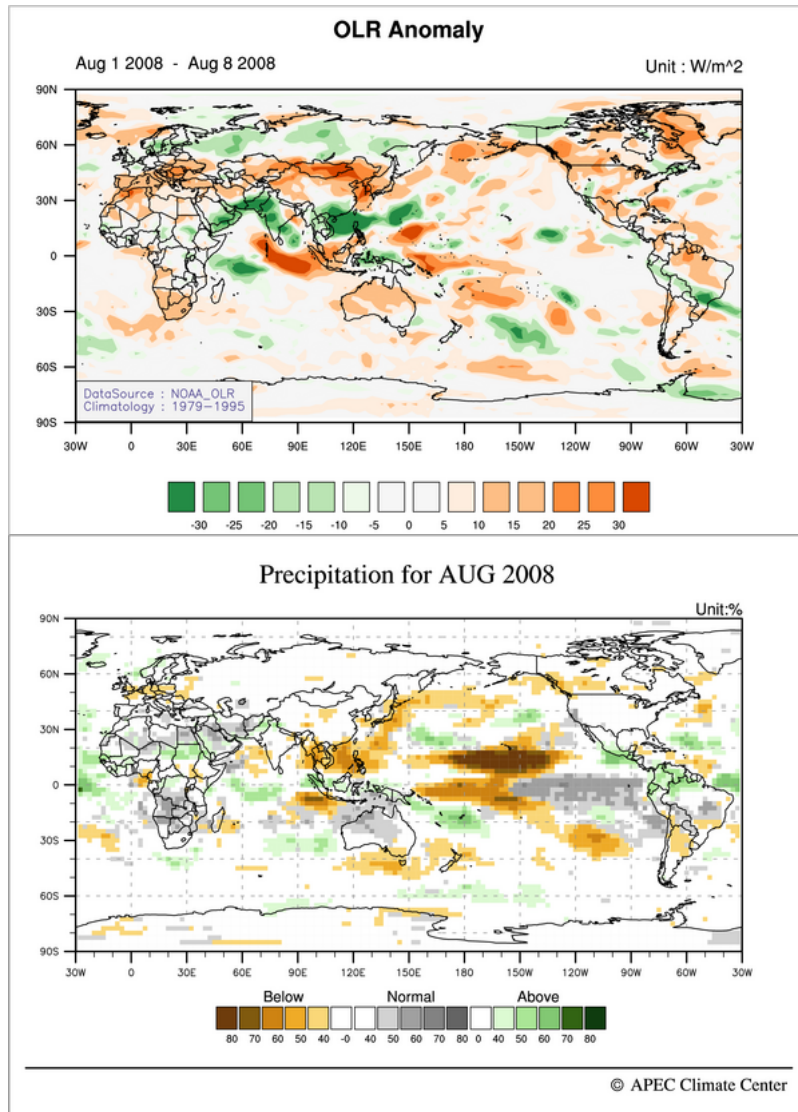 OLR Anomaly
Aug 1 2008 - Aug 8 2008 Unit : W/m^2
90N
60N
30N
0
30S
60S
DataSource : NOAA_OLR
Climatology : 1979-1995
90S
30W 0 30E 60E 90E 120E 150E 180 150W 120W 90W 60W 30W
-30 -25 -20 -15 -10 -5 0 5 10 15 20 25 30
Precipitation for AUG 2008
Unit:%
90N
60N
30N
0
30S
60S
90S
30W 0 30E 60E 90E 120E 150E 180 150W 120W 90W 60W 30W
Below Normal Above
80 70 60 50 40 -0 40 50 60 70 80 0 40 50 60 70 80
© APEC Climate Center